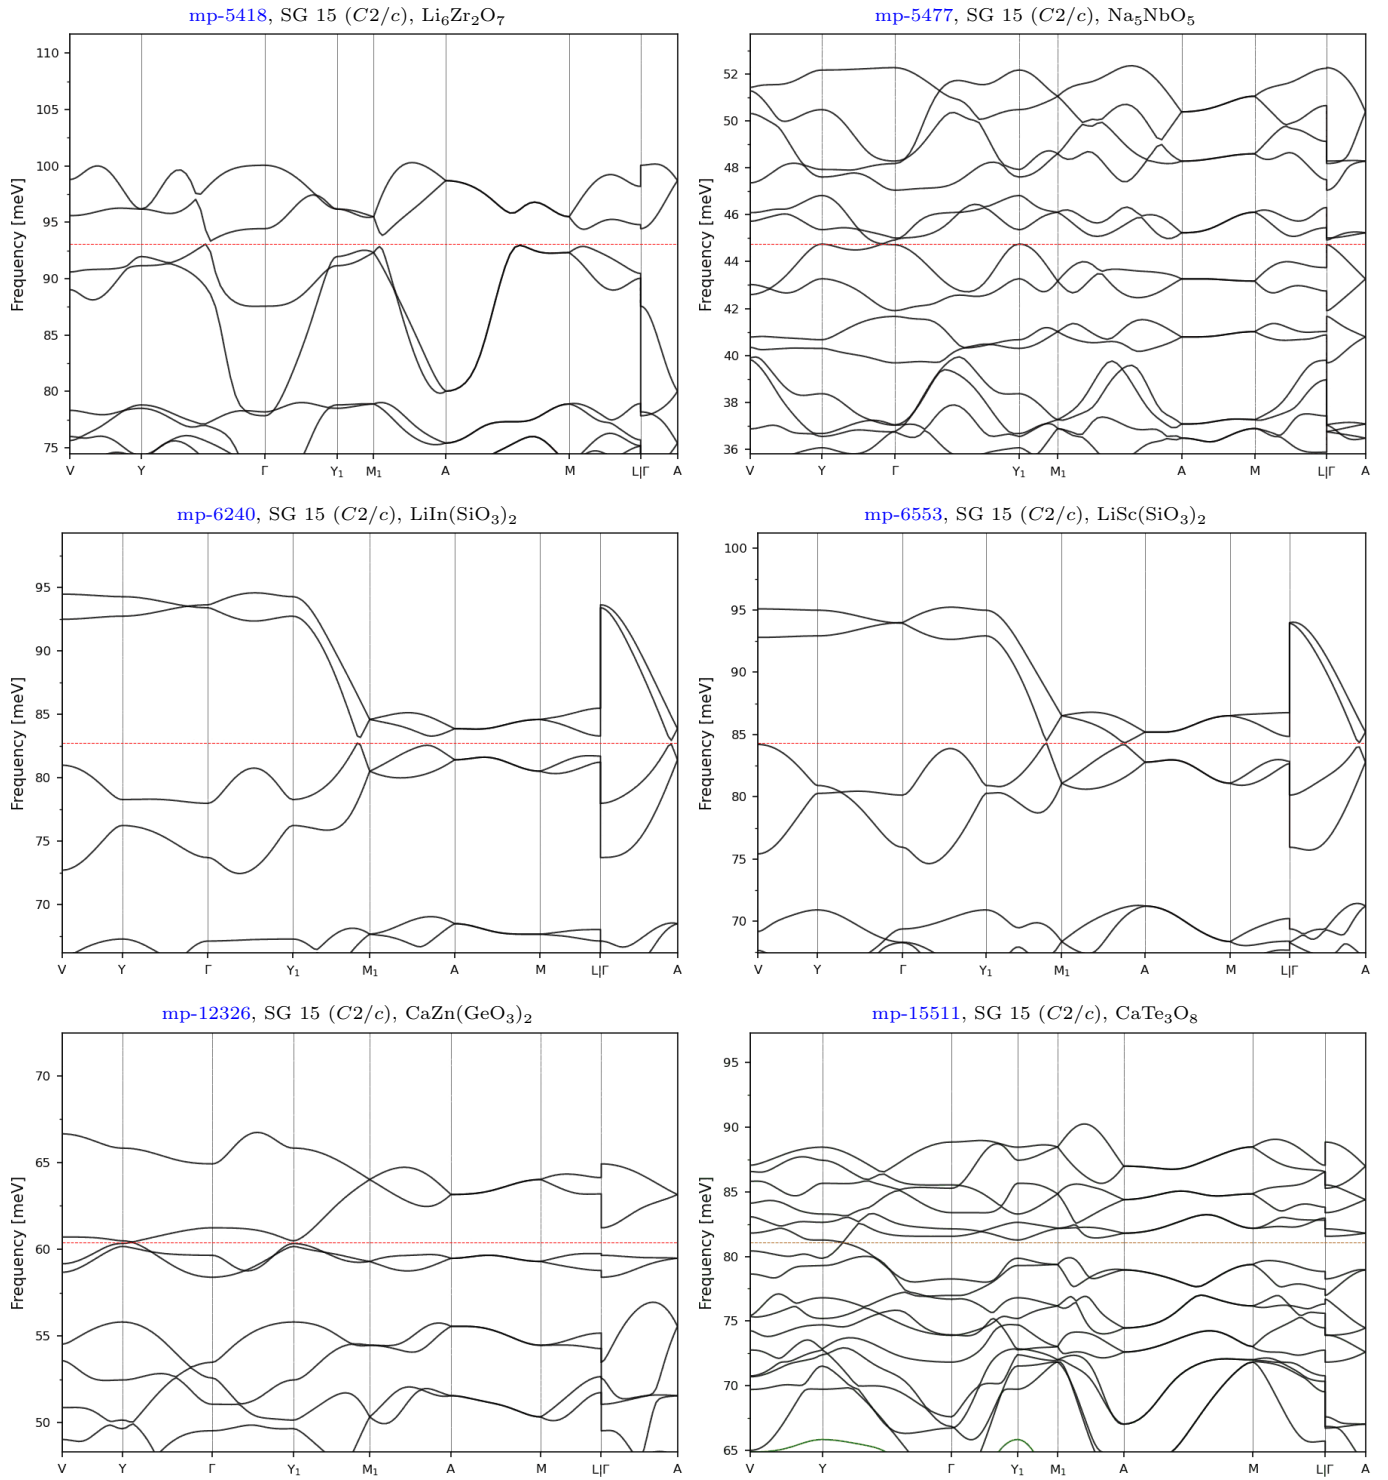 mp-5418, SG 15 (C2/c), Li₆Zr₂O₇
Frequency [meV]
110
105
100
95
90
85
80
75
V Y Γ Y₁ M₁ A M L|Γ A
mp-5477, SG 15 (C2/c), Na₅NbO₅
Frequency [meV]
52
50
48
46
44
42
40
38
36
V Y Γ Y₁ M₁ A M L|Γ A
mp-6240, SG 15 (C2/c), LiIn(SiO₃)₂
Frequency [meV]
95
90
85
80
75
70
V Y Γ Y₁ M₁ A M L|Γ A
mp-6553, SG 15 (C2/c), LiSc(SiO₃)₂
Frequency [meV]
100
95
90
85
80
75
70
V Y Γ Y₁ M₁ A M L|Γ A
mp-12326, SG 15 (C2/c), CaZn(GeO₃)₂
Frequency [meV]
70
65
60
55
50
V Y Γ Y₁ M₁ A M L|Γ A
mp-15511, SG 15 (C2/c), CaTe₃O₈
Frequency [meV]
95
90
85
80
75
70
65
V Y Γ Y₁ M₁ A M L|Γ A